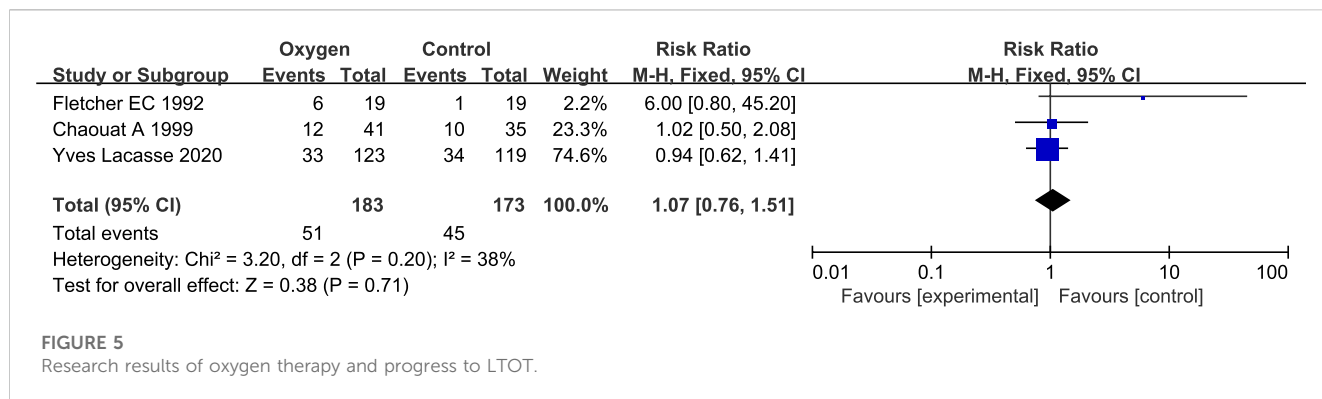 Oxygen Control Risk Ratio Risk Ratio
Study or Subgroup Events Total Events Total Weight M-H, Fixed, 95% CI M-H, Fixed, 95% CI
Fletcher EC 1992 6 19 1 19 2.2% 6.00 [0.80, 45.20]
Chaouat A 1999 12 41 10 35 23.3% 1.02 [0.50, 2.08]
Yves Lacasse 2020 33 123 34 119 74.6% 0.94 [0.62, 1.41]
Total (95% CI) 183 173 100.0% 1.07 [0.76, 1.51]
Total events 51 45
Heterogeneity: Chi² = 3.20, df = 2 (P = 0.20); I² = 38%
Test for overall effect: Z = 0.38 (P = 0.71)
0.01 0.1 1 10 100
Favours [experimental] Favours [control]
FIGURE 5
Research results of oxygen therapy and progress to LTOT.